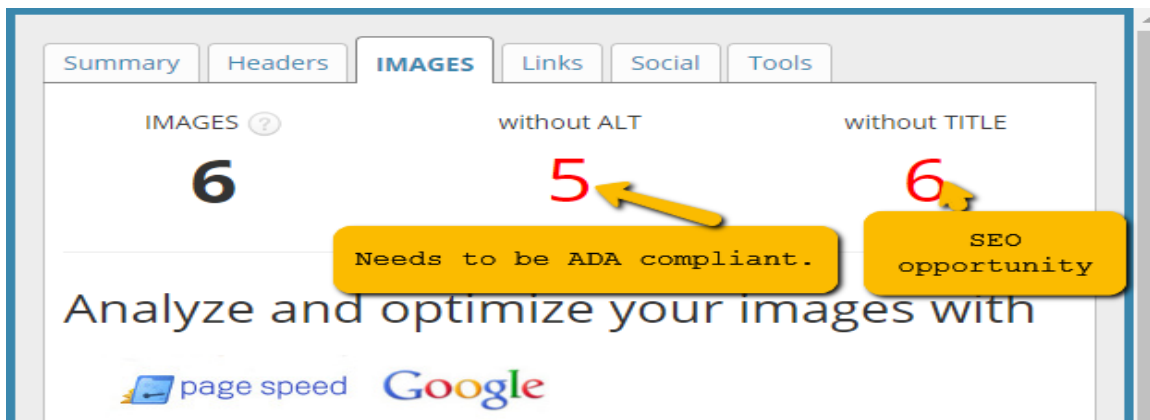 Summary Headers IMAGES Links Social Tools
IMAGES ? without ALT without TITLE
6 5 6
Needs to be ADA compliant.
SEO
opportunity
Analyze and optimize your images with
page speed Google